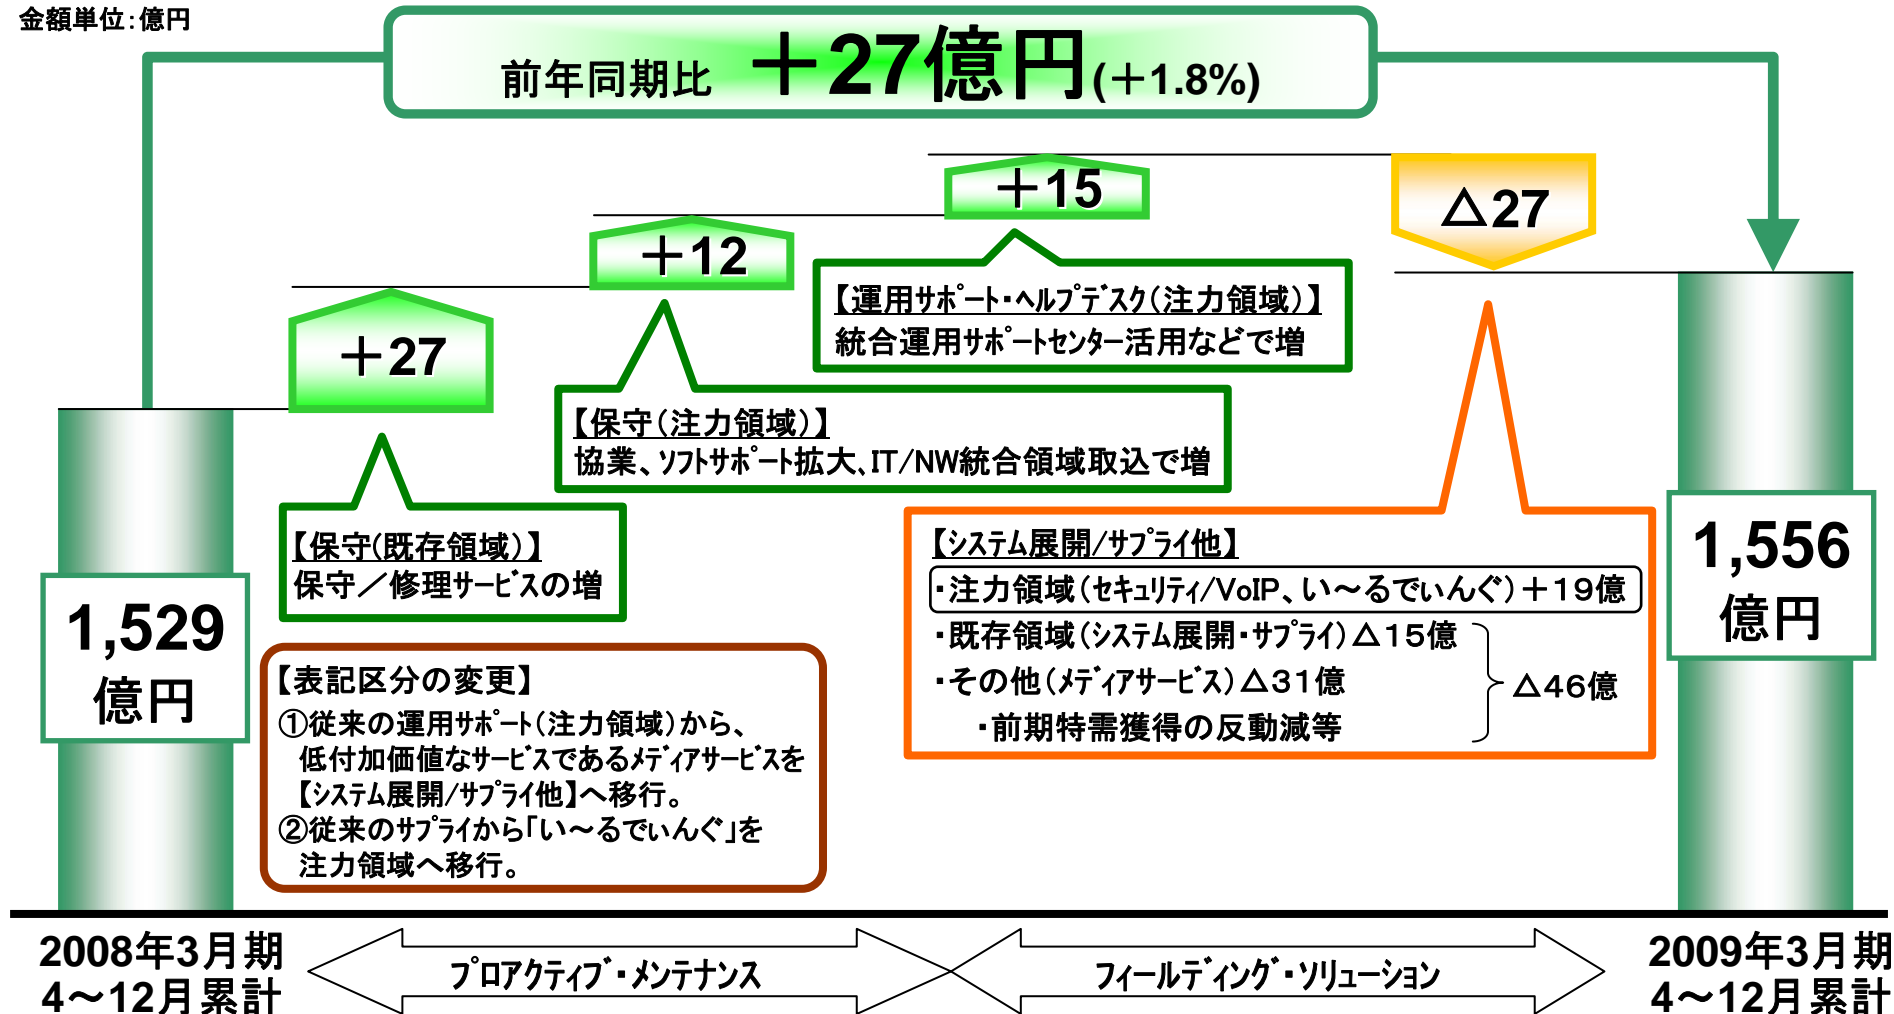 金額単位：億円
前年同期比 ＋27億円(＋1.8%)
＋15
△27
＋12
＋27
【運用ｻﾎﾟｰﾄ・ﾍﾙﾌﾟﾃﾞｽｸ（注力領域）】
統合運用ｻﾎﾟｰﾄｾﾝﾀｰ活用などで増
【保守（注力領域）】
協業、ｿﾌﾄｻﾎﾟｰﾄ拡大、IT/NW統合領域取込で増
【保守(既存領域)】
保守／修理ｻｰﾋﾞｽの増
【ｼｽﾃﾑ展開/ｻﾌﾟﾗｲ他】
・注力領域（ｾｷｭﾘﾃｨ/VoIP、い～るでぃんぐ）＋１９億
・既存領域（ｼｽﾃﾑ展開・ｻﾌﾟﾗｲ）△１５億
・その他（ﾒﾃﾞｨｱｻｰﾋﾞｽ）△３１億
・前期特需獲得の反動減等
△４６億
1,529
億円
1,556
億円
【表記区分の変更】
①従来の運用ｻﾎﾟｰﾄ（注力領域）から、
低付加価値なｻｰﾋﾞｽであるﾒﾃﾞｨｱｻｰﾋﾞｽを
【ｼｽﾃﾑ展開/ｻﾌﾟﾗｲ他】へ移行。
②従来のｻﾌﾟﾗｲから「い～るでぃんぐ」を
注力領域へ移行。
2008年3月期
4～12月累計
ﾌﾟﾛｱｸﾃｨﾌﾞ・ﾒﾝﾃﾅﾝｽ
ﾌｨｰﾙﾃﾞｨﾝｸﾞ・ｿﾘｭｰｼｮﾝ
2009年3月期
4～12月累計